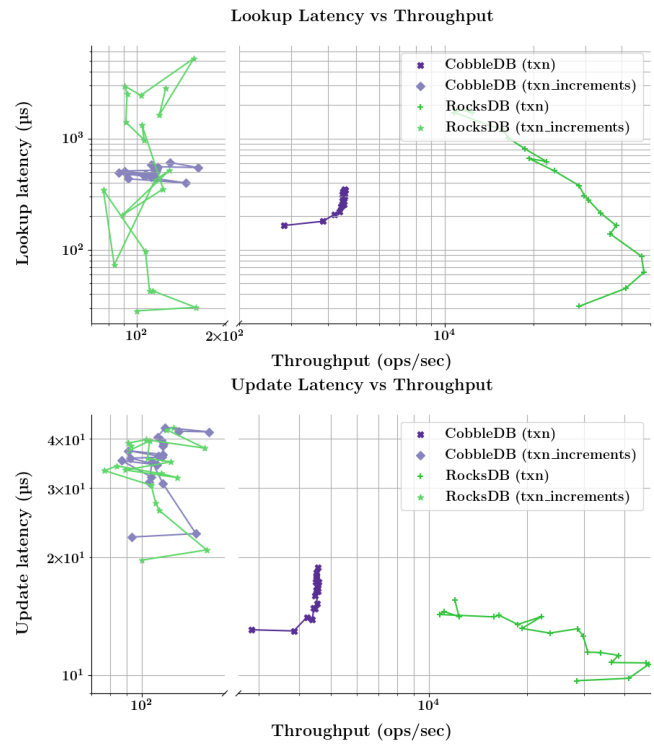 Lookup Latency vs Throughput
Lookup latency (μs)
10³
10²
CobbleDB (txn)
CobbleDB (txn_increments)
RocksDB (txn)
RocksDB (txn_increments)
10² 2×10² 10⁴
Throughput (ops/sec)
Update Latency vs Throughput
Update latency (μs)
4×10¹
3×10¹
2×10¹
10¹
CobbleDB (txn)
CobbleDB (txn_increments)
RocksDB (txn)
RocksDB (txn_increments)
10² 10⁴
Throughput (ops/sec)